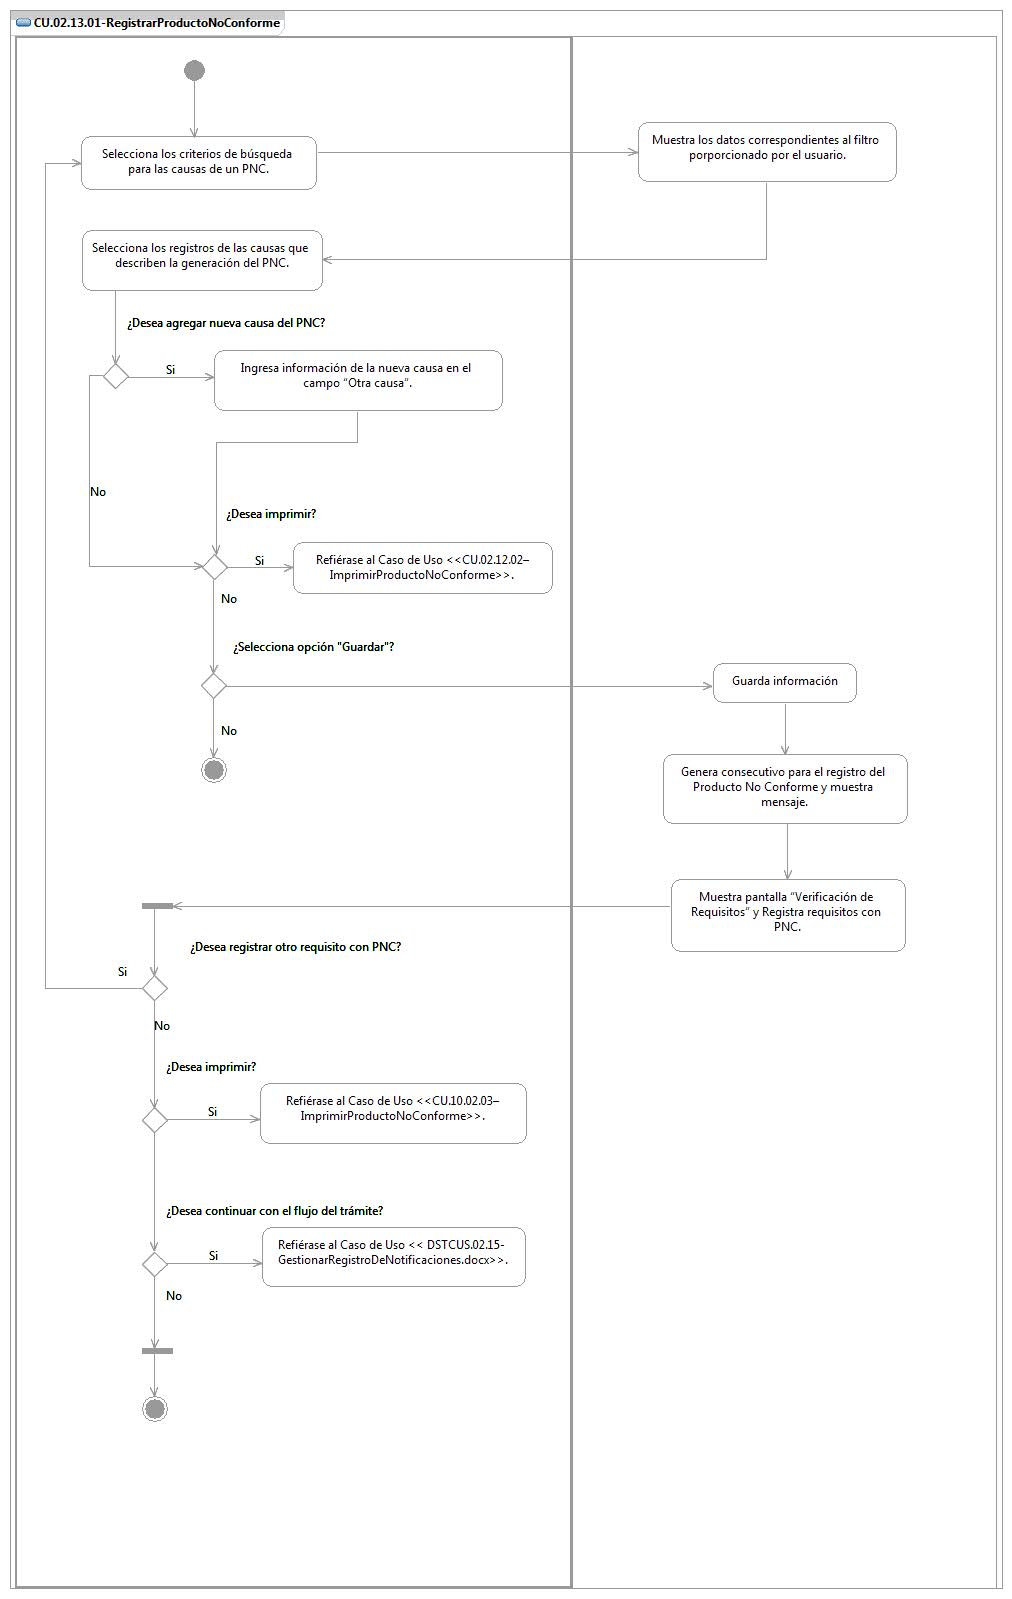 CU.02.13.01-RegistrarProductoNoConforme
Selecciona los criterios de búsqueda
para las causas de un PNC.
Muestra los datos correspondientes al filtro
porporcionado por el usuario.
Selecciona los registros de las causas que
describen la generación del PNC.
¿Desea agregar nueva causa del PNC?
Si
Ingresa información de la nueva causa en el
campo “Otra causa”.
No
¿Desea imprimir?
Si
Refiérase al Caso de Uso <<CU.02.12.02–
ImprimirProductoNoConforme>>.
No
¿Selecciona opción "Guardar"?
Guarda información
No
Genera consecutivo para el registro del
Producto No Conforme y muestra
mensaje.
Muestra pantalla “Verificación de
Requisitos” y Registra requisitos con
PNC.
¿Desea registrar otro requisito con PNC?
Si
No
¿Desea imprimir?
Si
Refiérase al Caso de Uso <<CU.10.02.03–
ImprimirProductoNoConforme>>.
¿Desea continuar con el flujo del trámite?
Si
Refiérase al Caso de Uso << DSTCUS.02.15-
GestionarRegistroDeNotificaciones.docx>>.
No